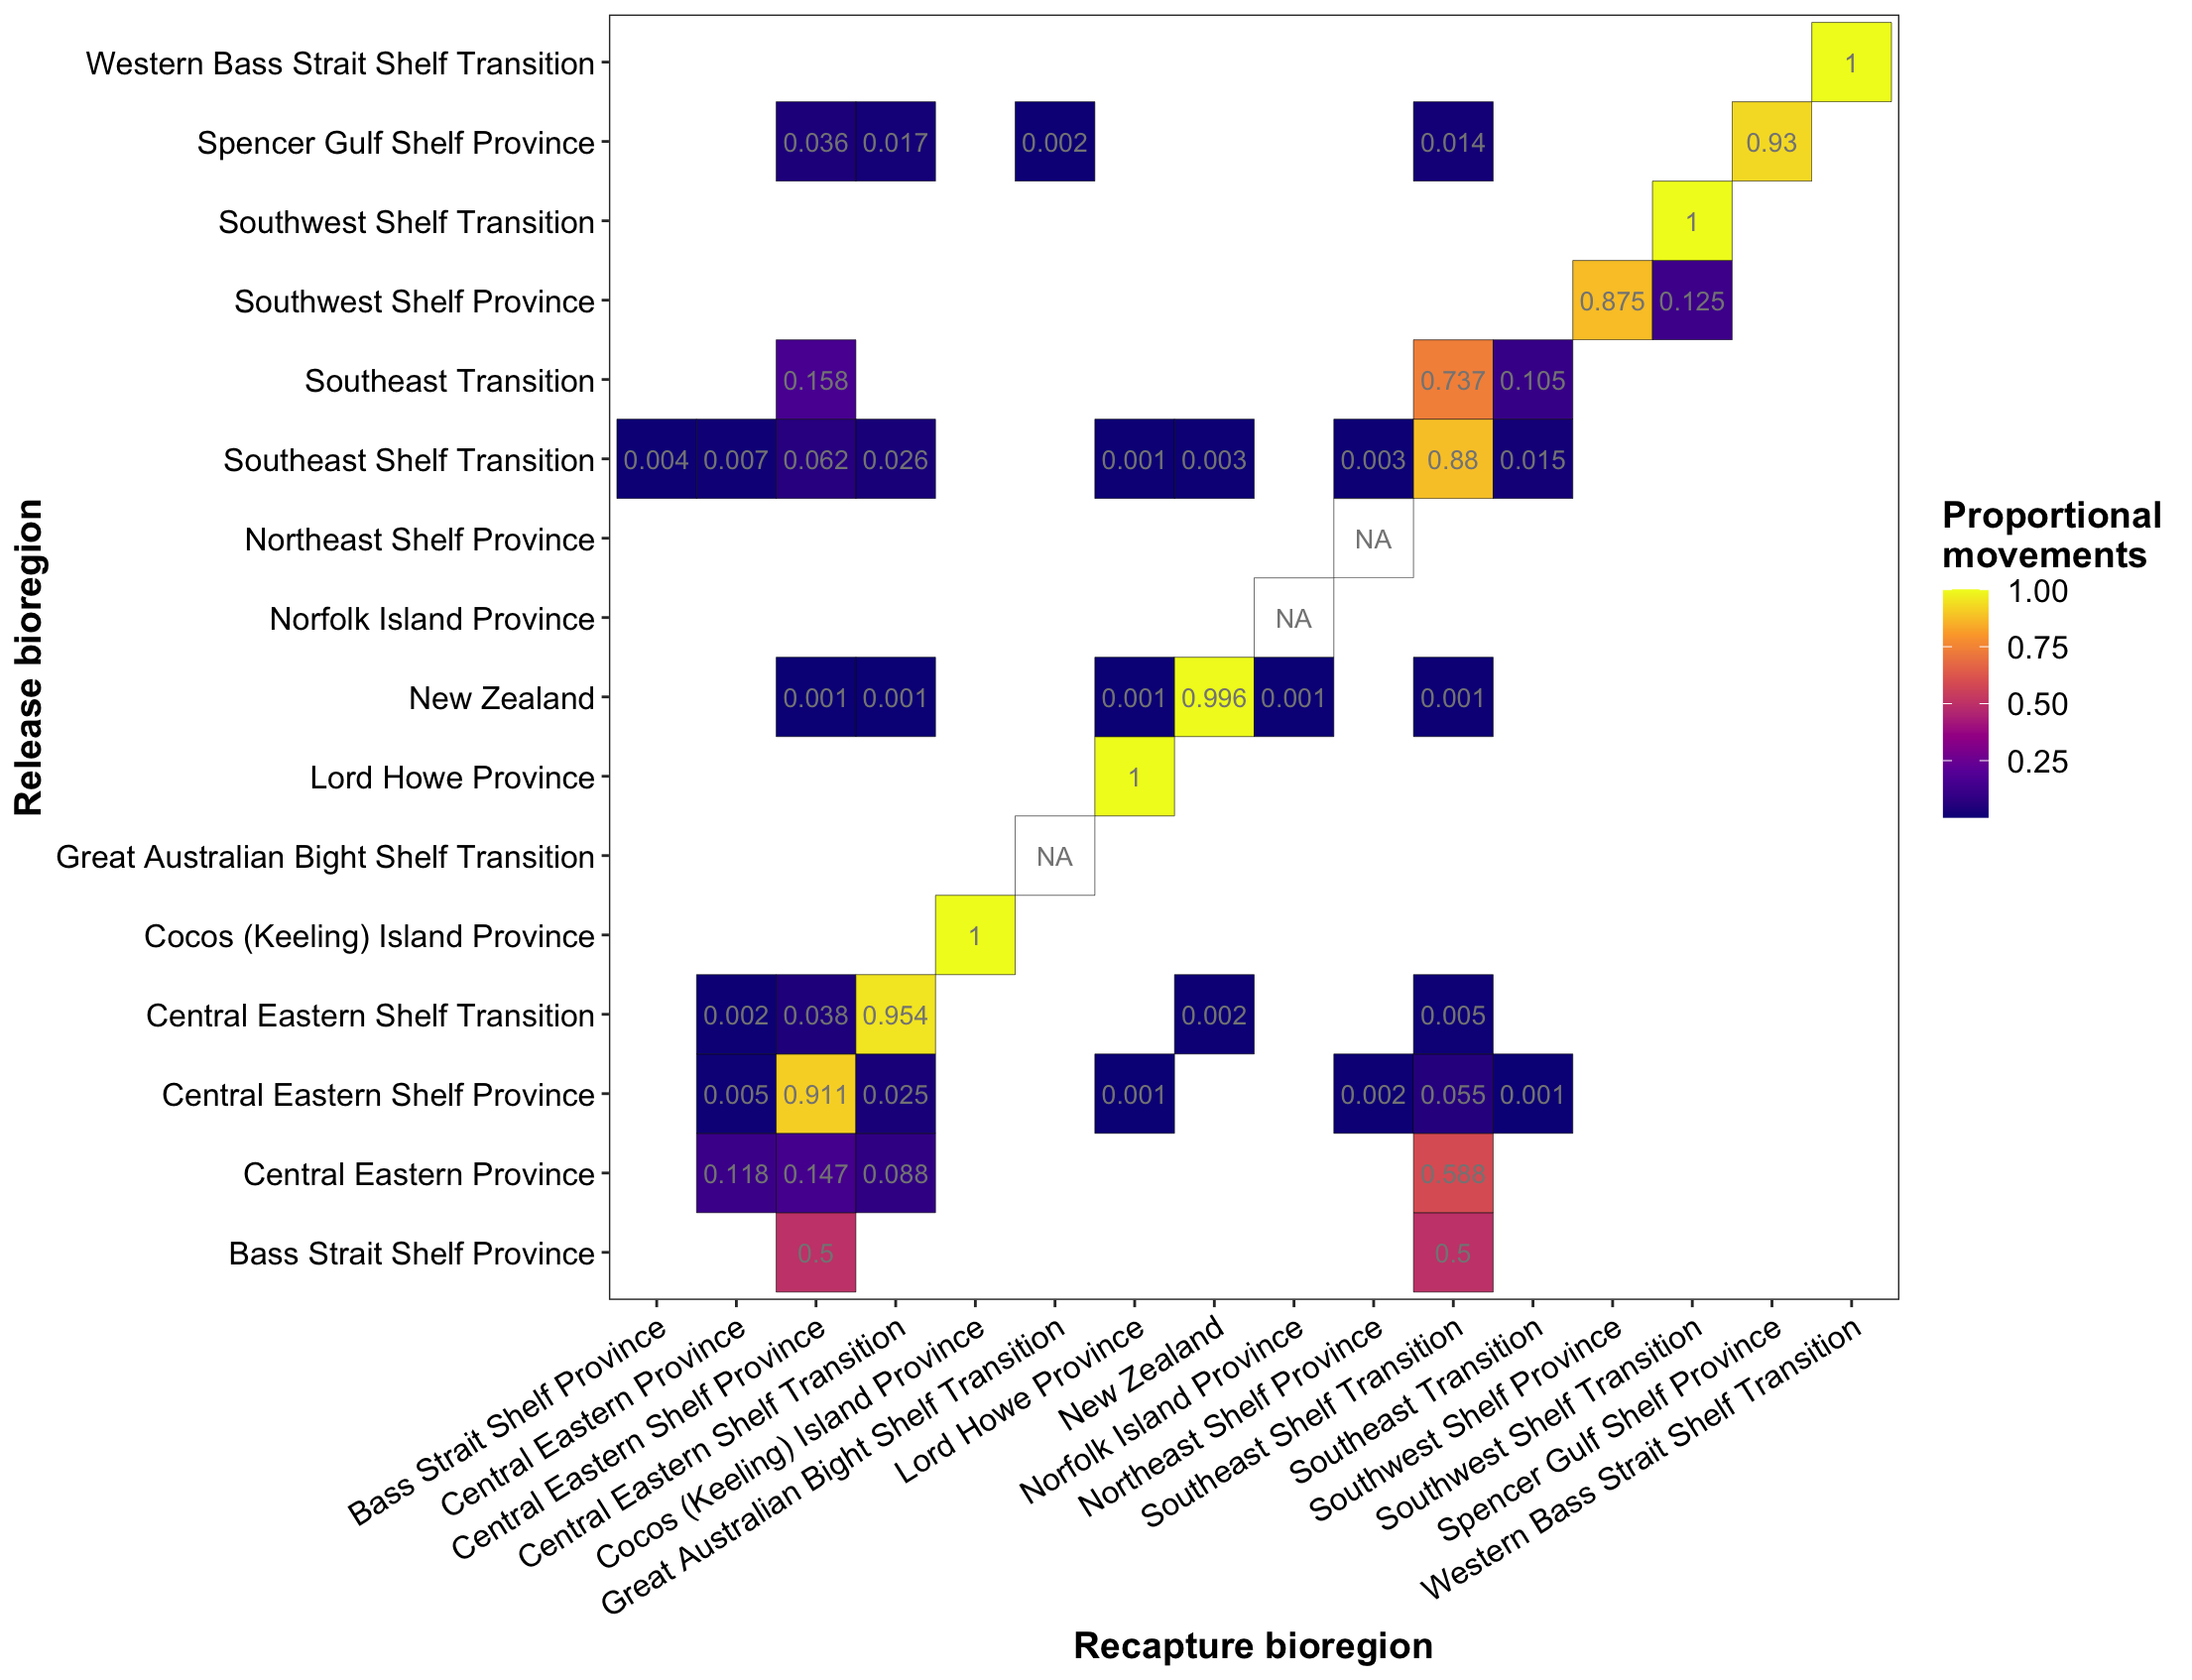 Western Bass Strait Shelf Transition
1
Spencer Gulf Shelf Province
0.036 0.017 0.002 0.014 0.93
Southwest Shelf Transition
1
Southwest Shelf Province
0.875 0.125
Southeast Transition
0.158 0.737 0.105
Southeast Shelf Transition
0.004 0.007 0.062 0.026 0.001 0.003 0.003 0.88 0.015
Northeast Shelf Province
NA
Norfolk Island Province
NA
New Zealand
0.001 0.001 0.001 0.996 0.001 0.001
Lord Howe Province
1
Great Australian Bight Shelf Transition
NA
Cocos (Keeling) Island Province
1
Central Eastern Shelf Transition
0.002 0.038 0.954 0.002 0.005
Central Eastern Shelf Province
0.005 0.911 0.025 0.001 0.002 0.055 0.001
Central Eastern Province
0.118 0.147 0.088 0.588
Bass Strait Shelf Province
0.5 0.5
Release bioregion
Bass Strait Shelf Province
Central Eastern Province
Central Eastern Shelf Province
Central Eastern Shelf Transition
Cocos (Keeling) Island Province
Great Australian Bight Shelf Transition
Lord Howe Province
New Zealand
Norfolk Island Province
Northeast Shelf Province
Southeast Shelf Transition
Southeast Transition
Southwest Shelf Province
Southwest Shelf Transition
Spencer Gulf Shelf Province
Western Bass Strait Shelf Transition
Recapture bioregion
Proportional
movements
1.00
0.75
0.50
0.25